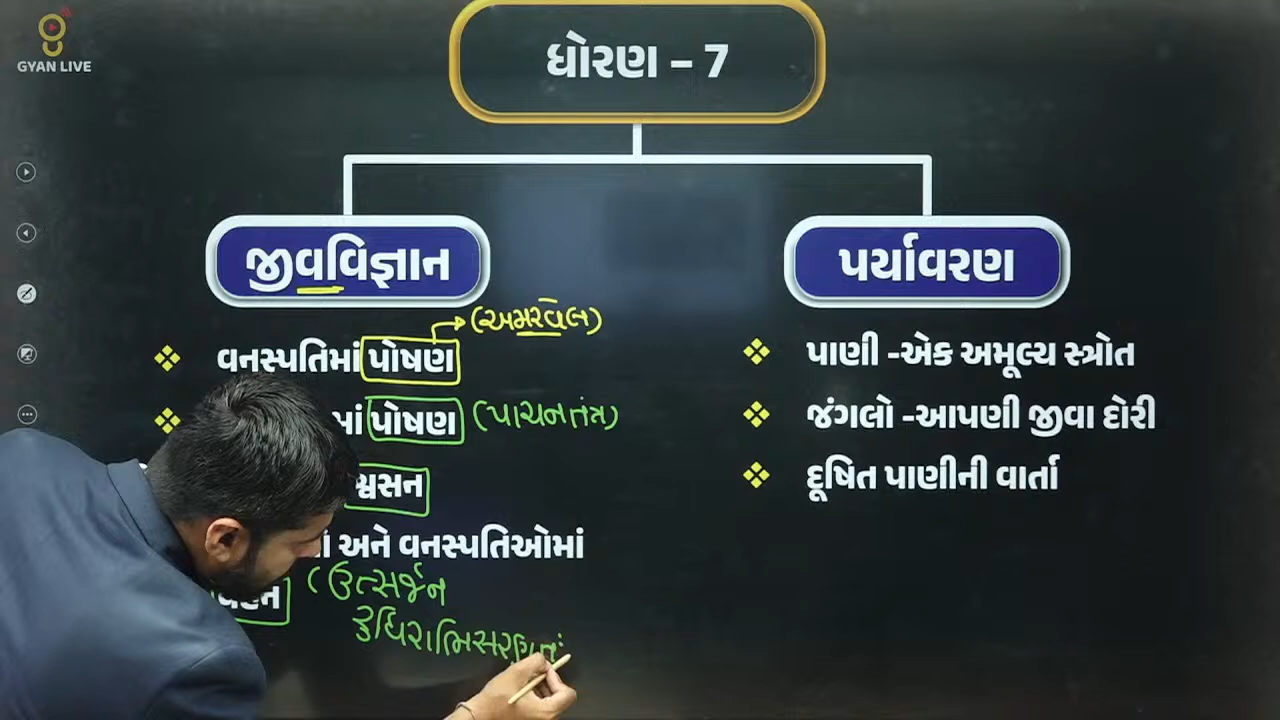 GYAN LIVE
ધોરણ – 7
જીવવિજ્ઞાન
(અમરવેલ)
વનસ્પતિમાં પોષણ
પોષણ (પાચનતંત્ર)
શ્વસન
અને વનસ્પતિઓમાં
(ઉત્સર્જન
રુધિરાભિસરણ
પર્યાવરણ
પાણી -એક અમૂલ્ય સ્ત્રોત
જંગલો -આપણી જીવા દોરી
દૂષિત પાણીની વાર્તા